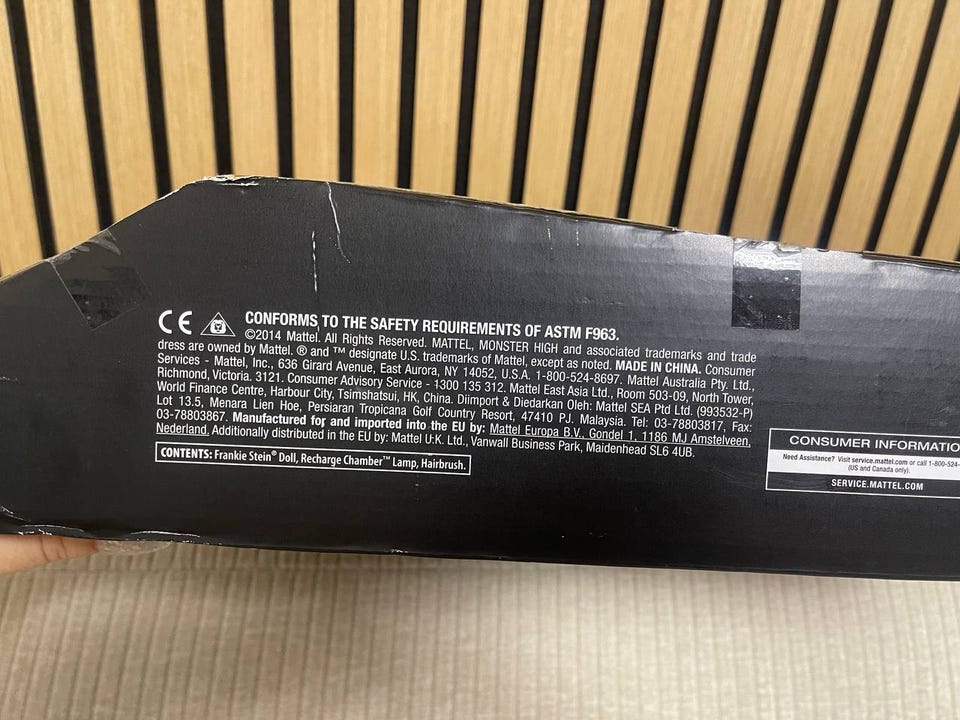 CE
CONFORMS TO THE SAFETY REQUIREMENTS OF ASTM F963.
©2014 Mattel. All Rights Reserved. MATTEL, MONSTER HIGH and associated trademarks and trade
dress are owned by Mattel. ® and ™ designate U.S. trademarks of Mattel, except as noted. MADE IN CHINA. Consumer
Services - Mattel, Inc., 636 Girard Avenue, East Aurora, NY 14052, U.S.A. 1-800-524-8697. Mattel Australia Pty. Ltd.,
Richmond, Victoria. 3121. Consumer Advisory Service - 1300 135 312. Mattel East Asia Ltd., Room 503-09, North Tower,
World Finance Centre, Harbour City, Tsimshatsui, HK, China. Diimport & Diedarkan Oleh: Mattel SEA Ptd Ltd. (993532-P)
Lot 13.5, Menara Lien Hoe, Persiaran Tropicana Golf Country Resort, 47410 PJ. Malaysia. Tel: 03-78803817, Fax:
03-78803867. Manufactured for and imported into the EU by: Mattel Europa B.V., Gondel 1, 1186 MJ Amstelveen,
Nederland. Additionally distributed in the EU by: Mattel U.K. Ltd., Vanwall Business Park, Maidenhead SL6 4UB.
CONTENTS: Frankie Stein® Doll, Recharge Chamber™ Lamp, Hairbrush.
CONSUMER INFORMATIO
Need Assistance? Visit service.mattel.com or call 1-800-524-
(US and Canada only).
SERVICE.MATTEL.COM